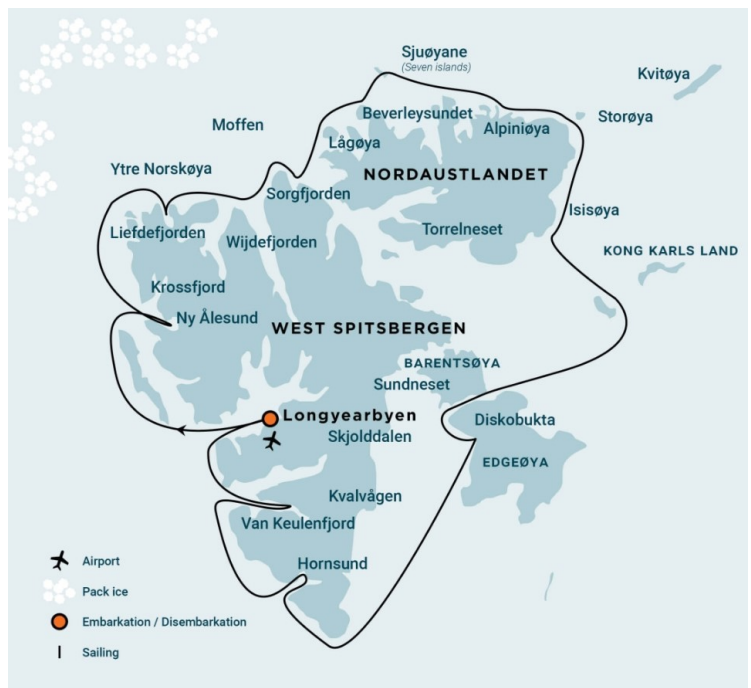 Sjuøyane
(Seven islands)
Kvitøya
Beverleysundet
Storøya
Moffen
Alpiniøya
Lågøya
Ytre Norskøya
NORDAUSTLANDET
Sorgfjorden
Isisøya
Liefdefjorden
Wijdefjorden
Torrelneset
KONG KARLS LAND
Krossfjord
Ny Ålesund
WEST SPITSBERGEN
BARENTSØYA
Sundneset
Longyearbyen
Diskobukta
Skjolddalen
EDGEØYA
Kvalvågen
Van Keulenfjord
Hornsund
Airport
Pack ice
Embarkation / Disembarkation
Sailing